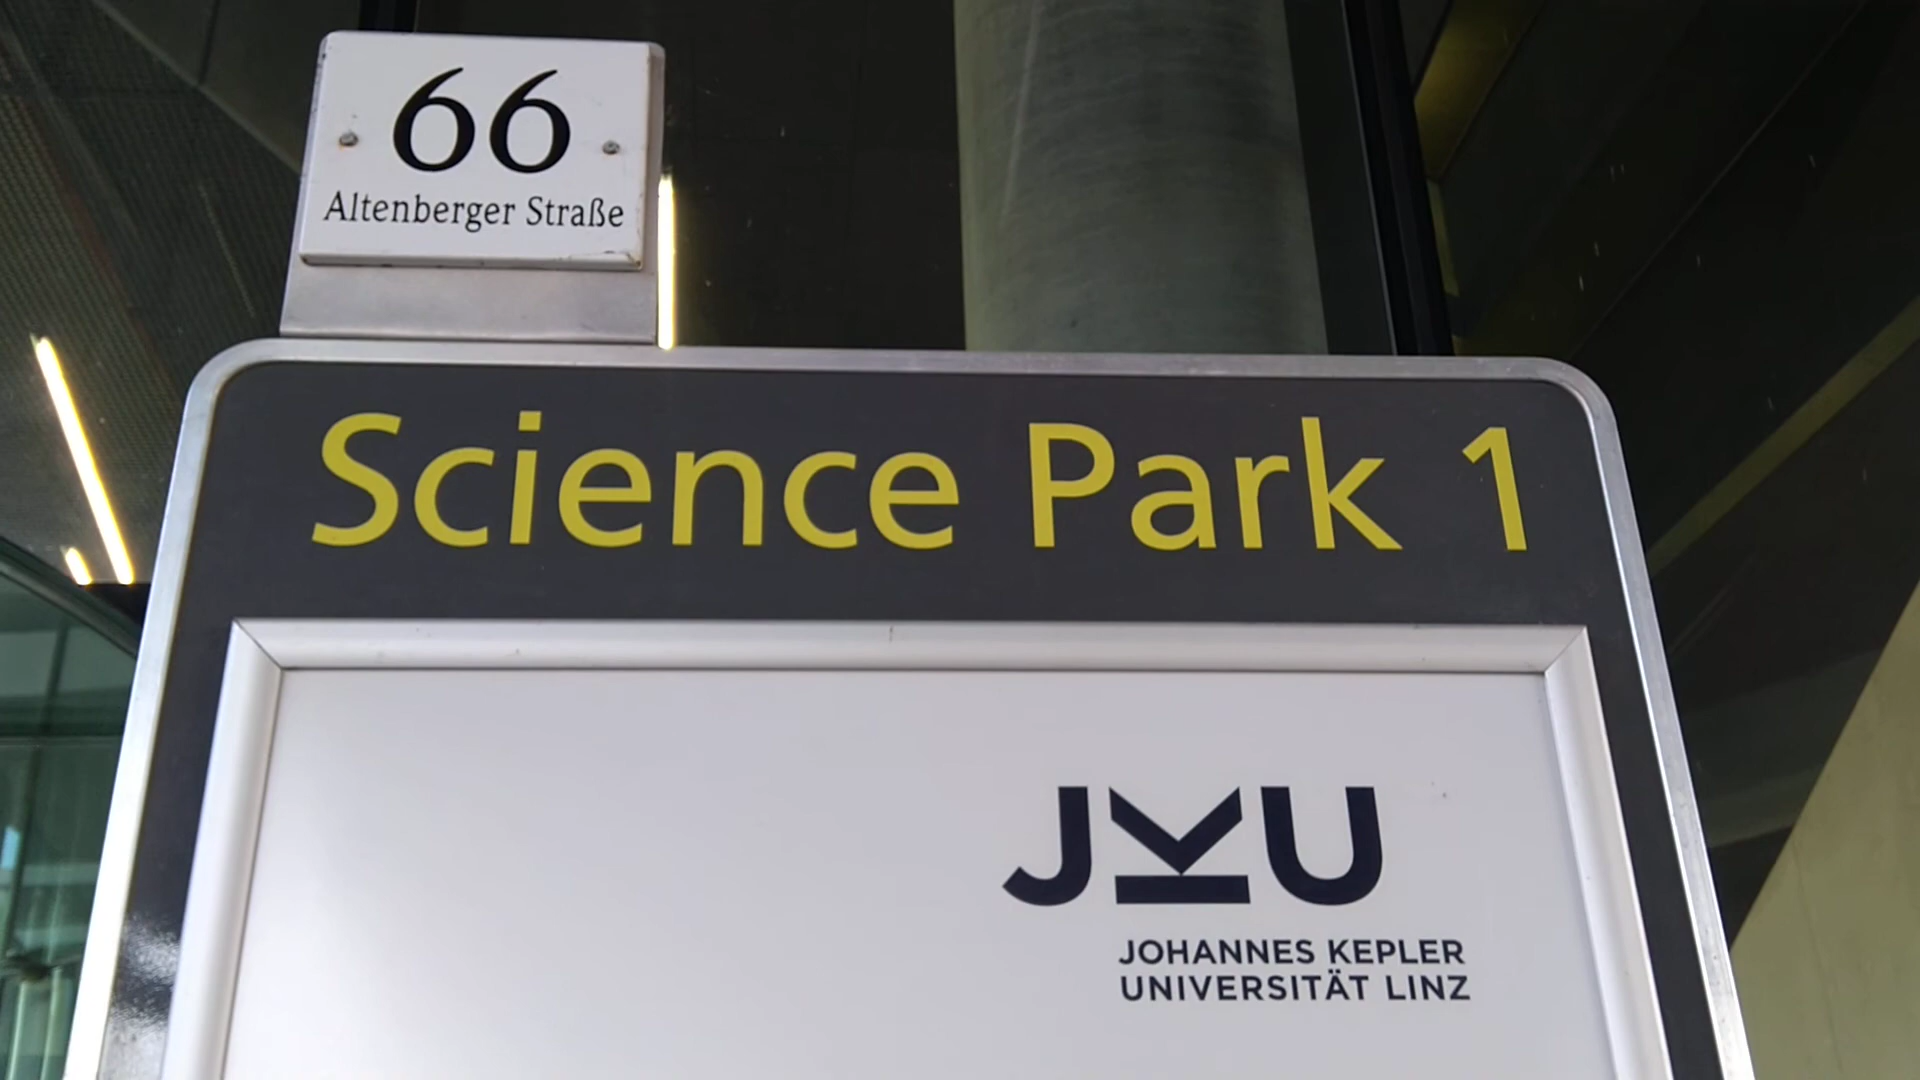 66
Altenberger Straße
Science Park 1
JKU
JOHANNES KEPLER
UNIVERSITÄT LINZ